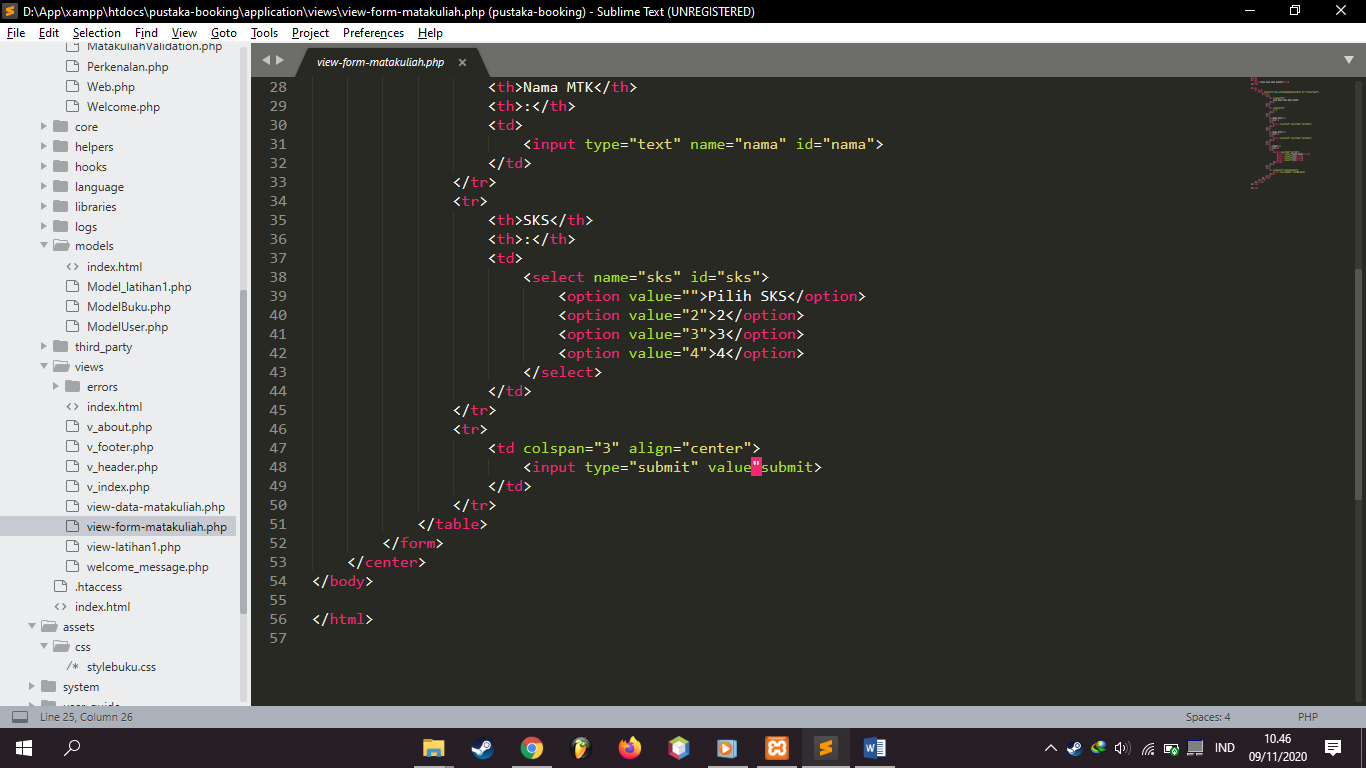 D:\App\xampp\htdocs\pustaka-booking\application\views\view-form-matakuliah.php (pustaka-booking) - Sublime Text (UNREGISTERED)
File Edit Selection Find View Goto Tools Project Preferences Help
MatakuliahValidation.php
Perkenalan.php
Web.php
Welcome.php
core
helpers
hooks
language
libraries
logs
models
<> index.html
Model_latihan1.php
ModelBuku.php
ModelUser.php
third_party
views
errors
<> index.html
v_about.php
v_footer.php
v_header.php
v_index.php
view-data-matakuliah.php
view-form-matakuliah.php
view-latihan1.php
welcome_message.php
.htaccess
<> index.html
assets
css
/* stylebuku.css
system
user_guide
view-form-matakuliah.php ×
28 <th>Nama MTK</th>
29 <th>:</th>
30 <td>
31 <input type="text" name="nama" id="nama">
32 </td>
33 </tr>
34 <tr>
35 <th>SKS</th>
36 <th>:</th>
37 <td>
38 <select name="sks" id="sks">
39 <option value="">Pilih SKS</option>
40 <option value="2">2</option>
41 <option value="3">3</option>
42 <option value="4">4</option>
43 </select>
44 </td>
45 </tr>
46 <tr>
47 <td colspan="3" align="center">
48 <input type="submit" value"submit>
49 </td>
50 </tr>
51 </table>
52 </form>
53 </center>
54 </body>
55
56 </html>
57
Line 25, Column 26 Spaces: 4 PHP
IND 10.46
09/11/2020